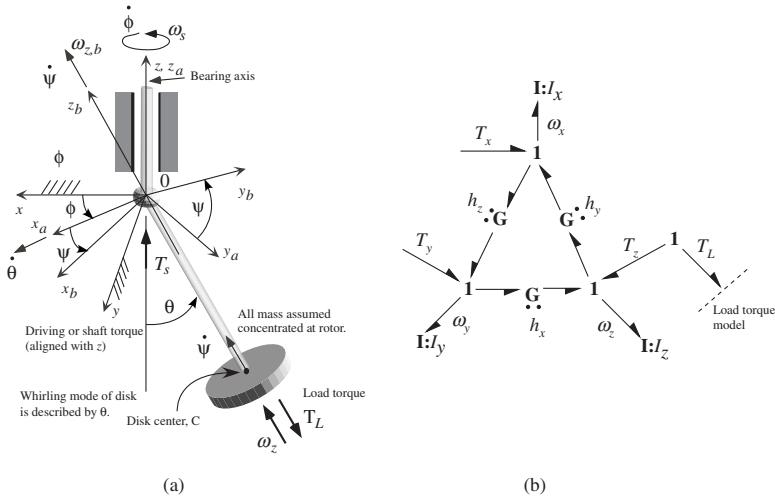 ϕ̇
ω_s
ω_{z,b}
z, z_a
Bearing axis
ψ̇
z_b
ϕ
0
x
ϕ
y_b
ψ
x_a
ψ
y_a
θ̇
x_b
y
T_s
θ
Driving or shaft torque
(aligned with z)
All mass assumed
concentrated at rotor.
ψ̇
Whirling mode of disk
is described by θ.
Disk center, C
Load torque
T_L
ω_z
(a)
I:I_x
T_x
ω_x
1
h_z
:G
G:
h_y
T_y
T_z
1
T_L
1
G
1
h_x
ω_y
ω_z
I:I_y
I:I_z
Load torque
model
(b)